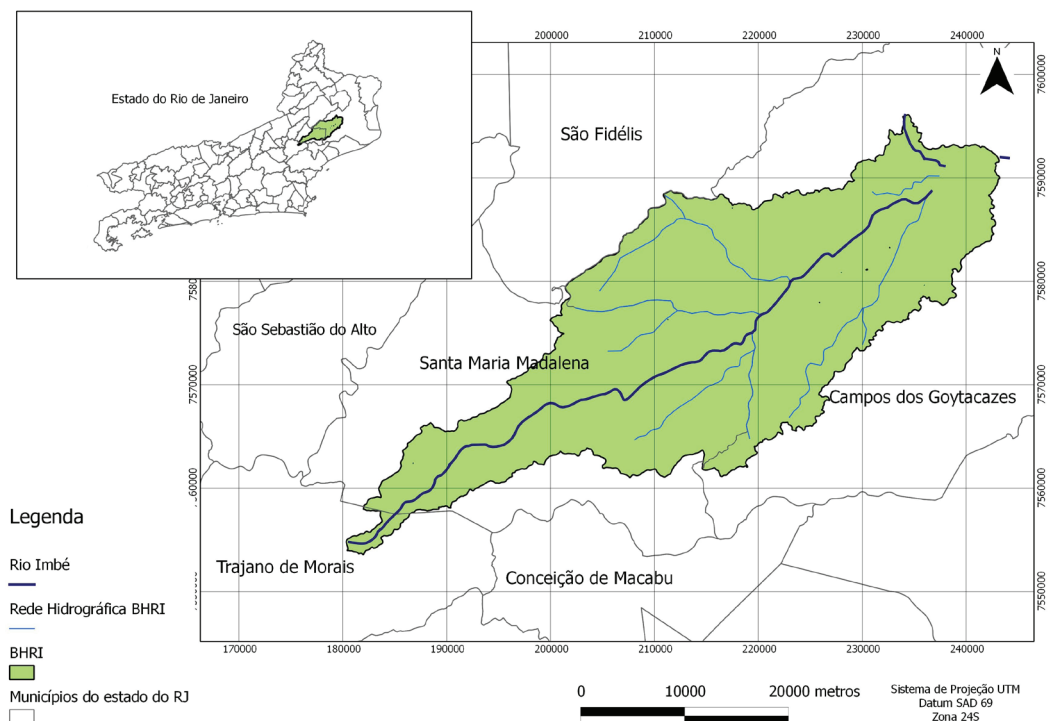 Estado do Rio de Janeiro
200000 210000 220000 230000 240000
N
7600000
São Fidélis
7590000
7580000
São Sebastião do Alto
Santa Maria Madalena
7570000
7570000
Campos dos Goytacazes
7560000
Legenda
Rio Imbé
Trajano de Morais
Conceição de Macabu
Rede Hidrográfica BHRI
7550000
BHRI
170000 180000 190000 200000 210000 220000 230000 240000
Municípios do estado do RJ
0 10000 20000 metros
Sistema de Projeção UTM
Datum SAD 69
Zona 24S